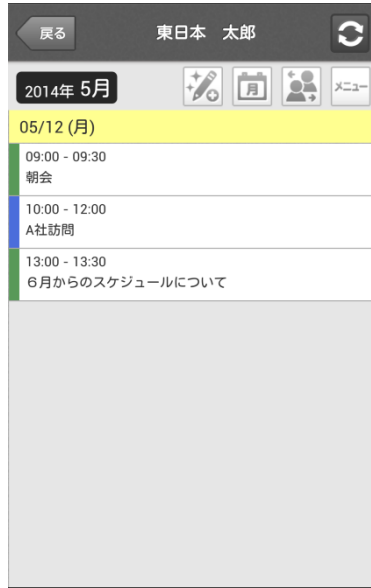 戻る
東日本　太郎
2014年 5月
月
メニュー
05/12 (月)
09:00 - 09:30
朝会
10:00 - 12:00
A社訪問
13:00 - 13:30
６月からのスケジュールについて